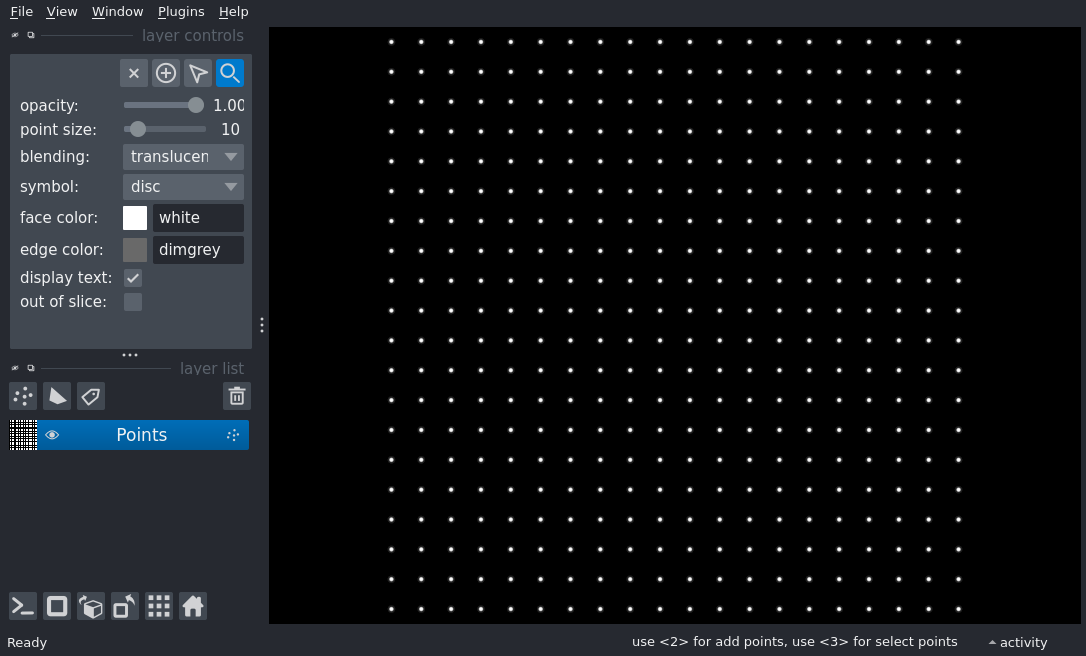 File View Window Plugins Help
layer controls
opacity: 1.00
point size: 10
blending: translucen
symbol: disc
face color: white
edge color: dimgrey
display text:
out of slice:
layer list
Points
Ready use <2> for add points, use <3> for select points activity